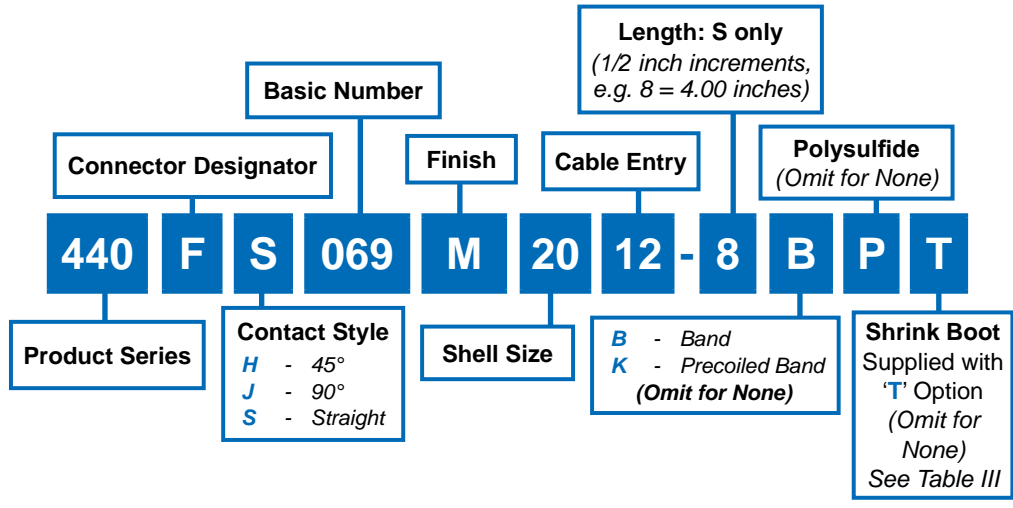 Length: S only
(1/2 inch increments,
e.g. 8 = 4.00 inches)
Basic Number
Connector Designator
Finish
Cable Entry
Polysulfide
(Omit for None)
440 F S 069 M 20 12 - 8 B P T
Product Series
Contact Style
H - 45°
J - 90°
S - Straight
Shell Size
B - Band
K - Precoiled Band
(Omit for None)
Shrink Boot
Supplied with
‘T’ Option
(Omit for
None)
See Table III